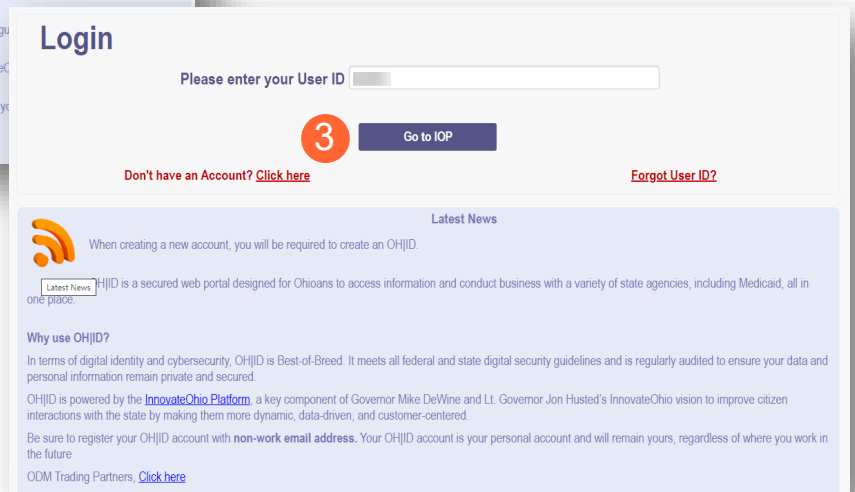 gu
eC
yo
Login
Please enter your User ID
3
Go to IOP
Don't have an Account? Click here
Forgot User ID?
Latest News
When creating a new account, you will be required to create an OH|ID.
Latest News
OH|ID is a secured web portal designed for Ohioans to access information and conduct business with a variety of state agencies, including Medicaid, all in
one place.
Why use OH|ID?
In terms of digital identity and cybersecurity, OH|ID is Best-of-Breed. It meets all federal and state digital security guidelines and is regularly audited to ensure your data and
personal information remain private and secured.
OH|ID is powered by the InnovateOhio Platform, a key component of Governor Mike DeWine and Lt. Governor Jon Husted's InnovateOhio vision to improve citizen
interactions with the state by making them more dynamic, data-driven, and customer-centered.
Be sure to register your OH|ID account with non-work email address. Your OH|ID account is your personal account and will remain yours, regardless of where you work in
the future
ODM Trading Partners, Click here